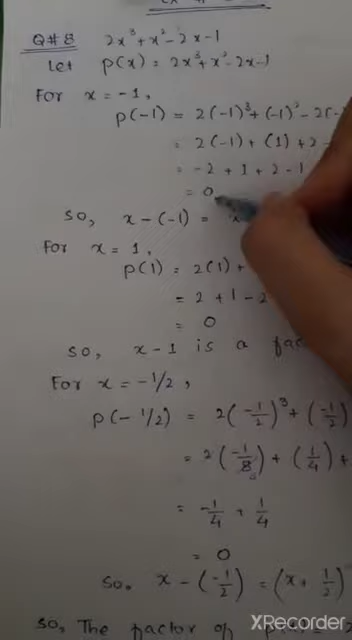 Q#8 2x³+x²-2x-1
Let p(x) = 2x³+x²-2x-1
For x = -1,
p(-1) = 2(-1)³+(-1)²-2(-
= 2(-1) + (1) + 2 -
= -2 + 1 + 2 - 1
= 0
So, x-(-1) = x
For x = 1,
p(1) = 2(1) +
= 2 + 1 - 2
= 0
So, x-1 is a fac
For x = -1/2,
p(-1/2) = 2(-1/2)³+(-1/2)
= 2(-1/8) + (1/4) +
= -1/4 + 1/4
= 0
So. x-(-1/2) = (x+ 1/2)
So, The factor of
XRecorder